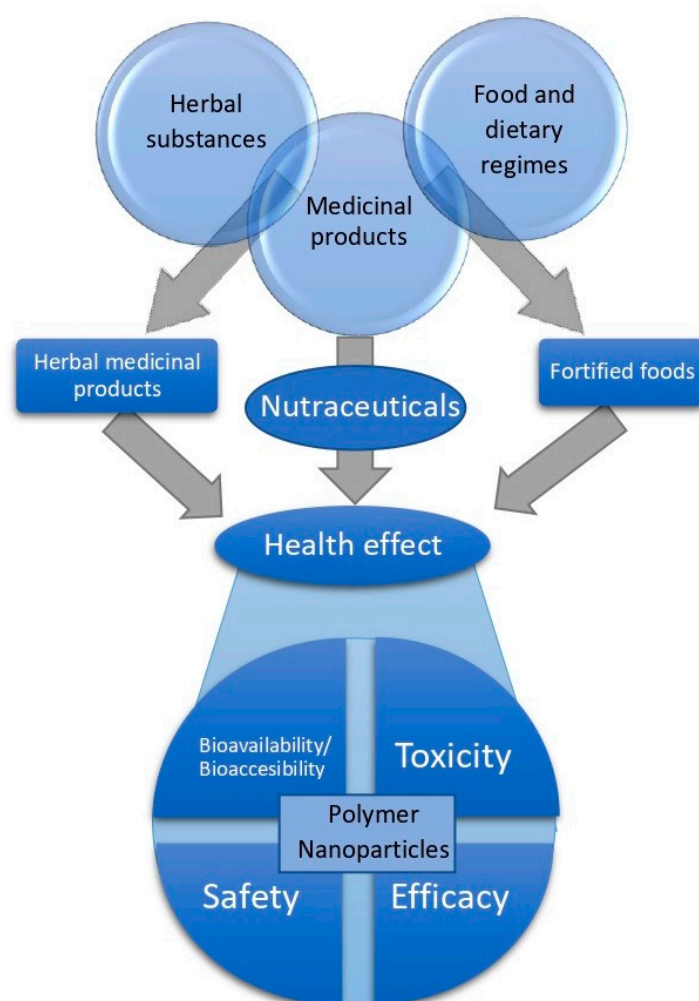 Herbal
substances
Food and
dietary
regimes
Medicinal
products
Herbal medicinal
products
Nutraceuticals
Fortified foods
Health effect
Bioavailability/
Bioaccesibility
Toxicity
Polymer
Nanoparticles
Safety
Efficacy